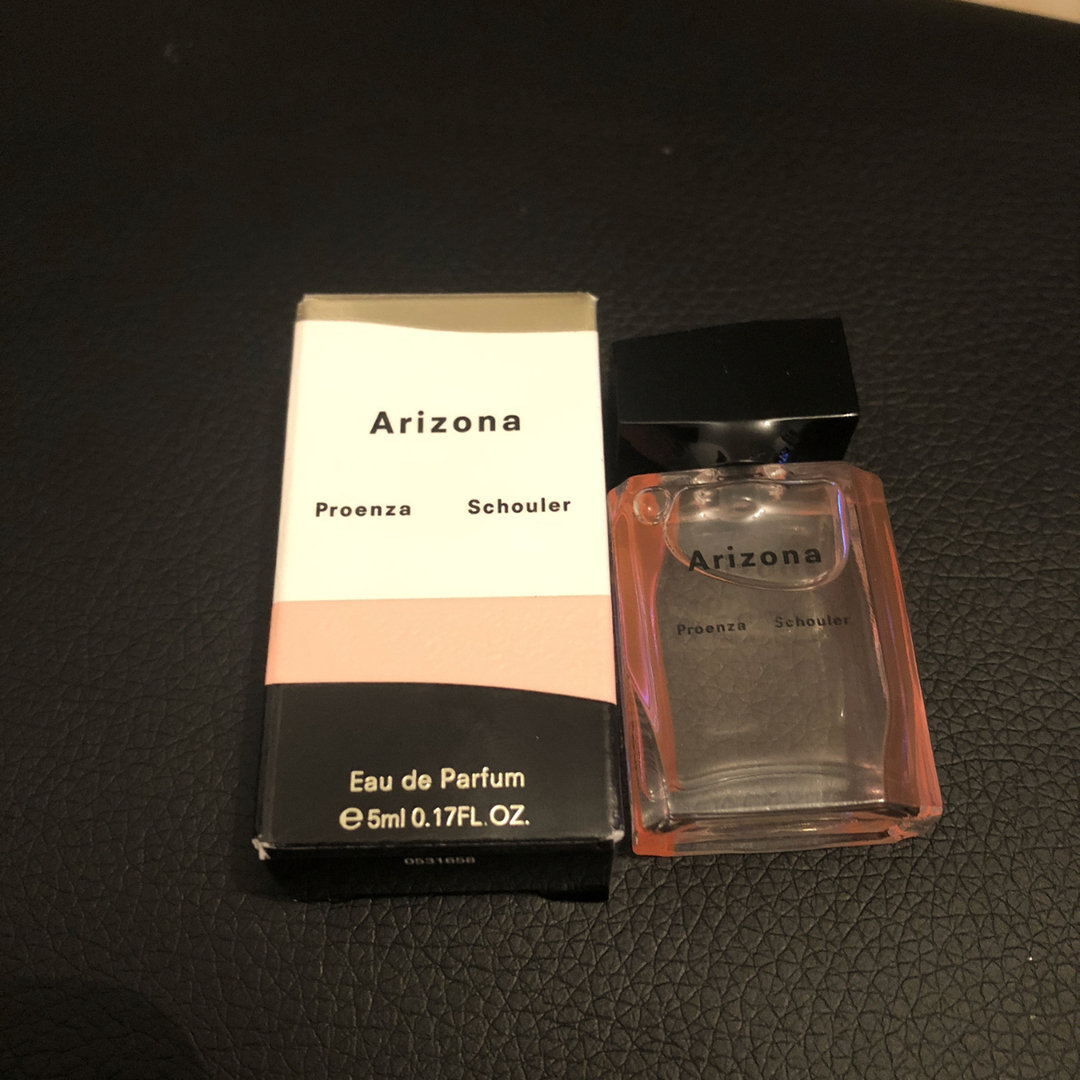 Arizona
Proenza Schouler
Eau de Parfum
e 5ml 0.17FL.OZ.
0531658
Arizona
Proenza Schouler